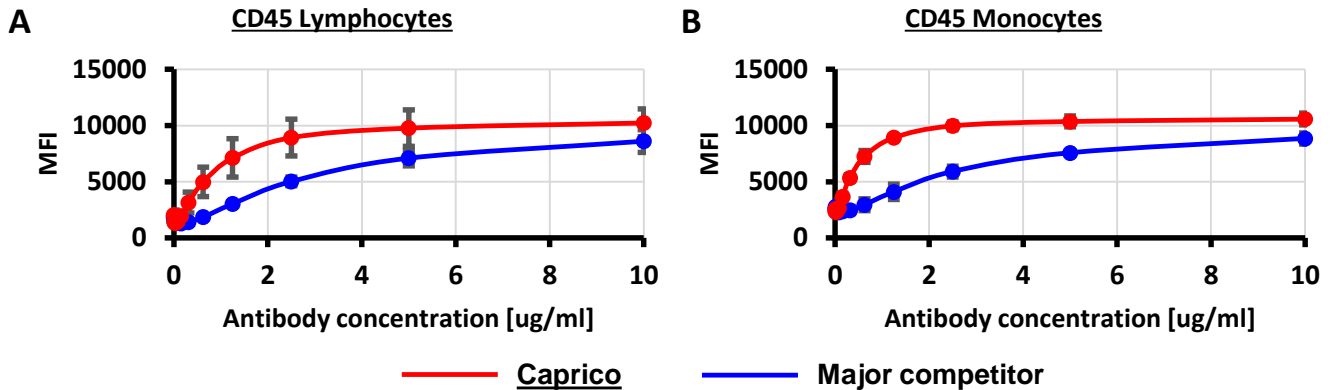 A
CD45 Lymphocytes
15000
10000
5000
0
MFI
0 2 4 6 8 10
Antibody concentration [ug/ml]
B
CD45 Monocytes
15000
10000
5000
0
MFI
0 2 4 6 8 10
Antibody concentration [ug/ml]
Caprico
Major competitor